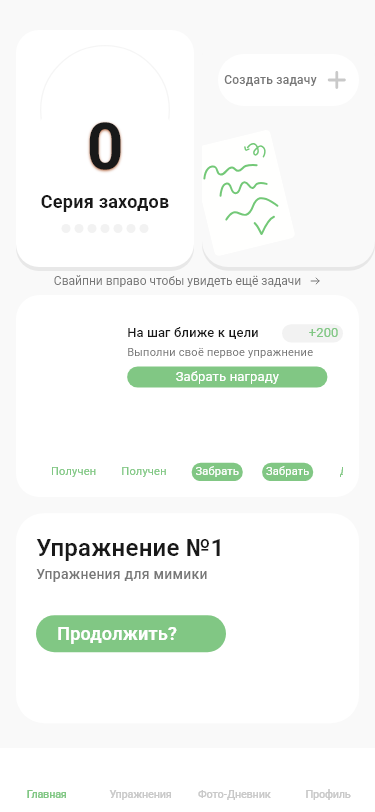 0
Серия заходов
Создать задачу
Свайпни вправо чтобы увидеть ещё задачи →
На шаг ближе к цели
+200
Выполни своё первое упражнение
Забрать награду
Получен Получен Забрать Забрать
Упражнение №1
Упражнения для мимики
Продолжить?
Главная Упражнения Фото-Дневник Профиль